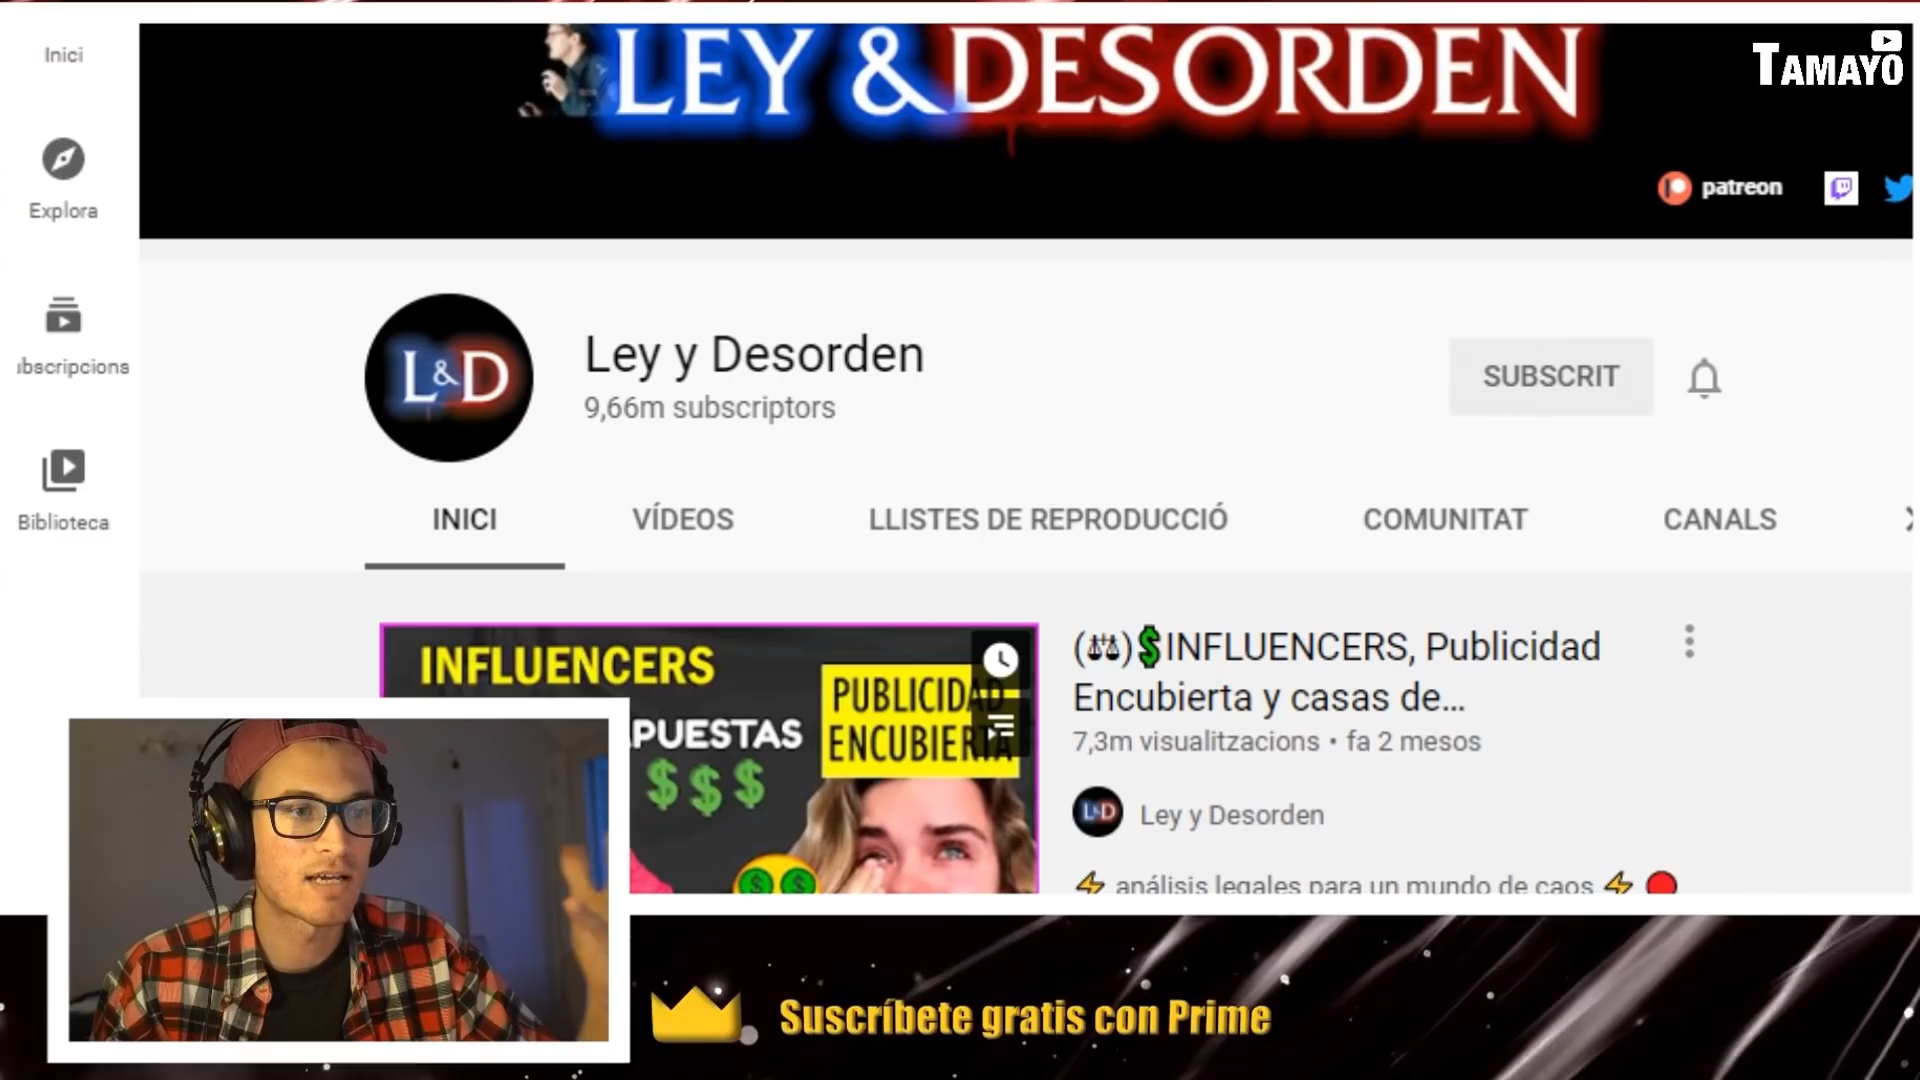 Inici
LEY & DESORDEN
TAMAYO
Explora
patreon
ubscripcions
L&D
Ley y Desorden
9,66m subscriptors
SUBSCRIT
Biblioteca
INICI
VÍDEOS
LLISTES DE REPRODUCCIÓ
COMUNITAT
CANALS
INFLUENCERS
PUBLICIDAD
ENCUBIERTA
PUESTAS
$ $ $
$ $
(⚖⚖)💲INFLUENCERS, Publicidad
Encubierta y casas de...
7,3m visualitzacions • fa 2 mesos
L&D
Ley y Desorden
⚡ análisis legales para un mundo de caos ⚡ 🔴
Suscríbete gratis con Prime